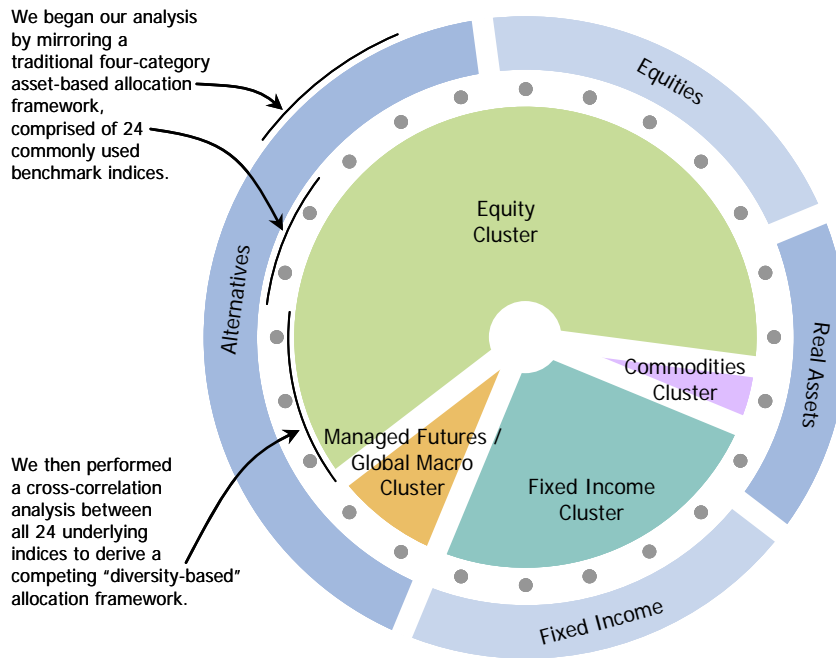 We began our analysis
by mirroring a
traditional four-category
asset-based allocation
framework,
comprised of 24
commonly used
benchmark indices.
Equities
Equity
Cluster
Alternatives
Real Assets
Commodities
Cluster
Managed Futures /
Global Macro
Cluster
Fixed Income
Cluster
We then performed
a cross-correlation
analysis between
all 24 underlying
indices to derive a
competing “diversity-based”
allocation framework.
Fixed Income